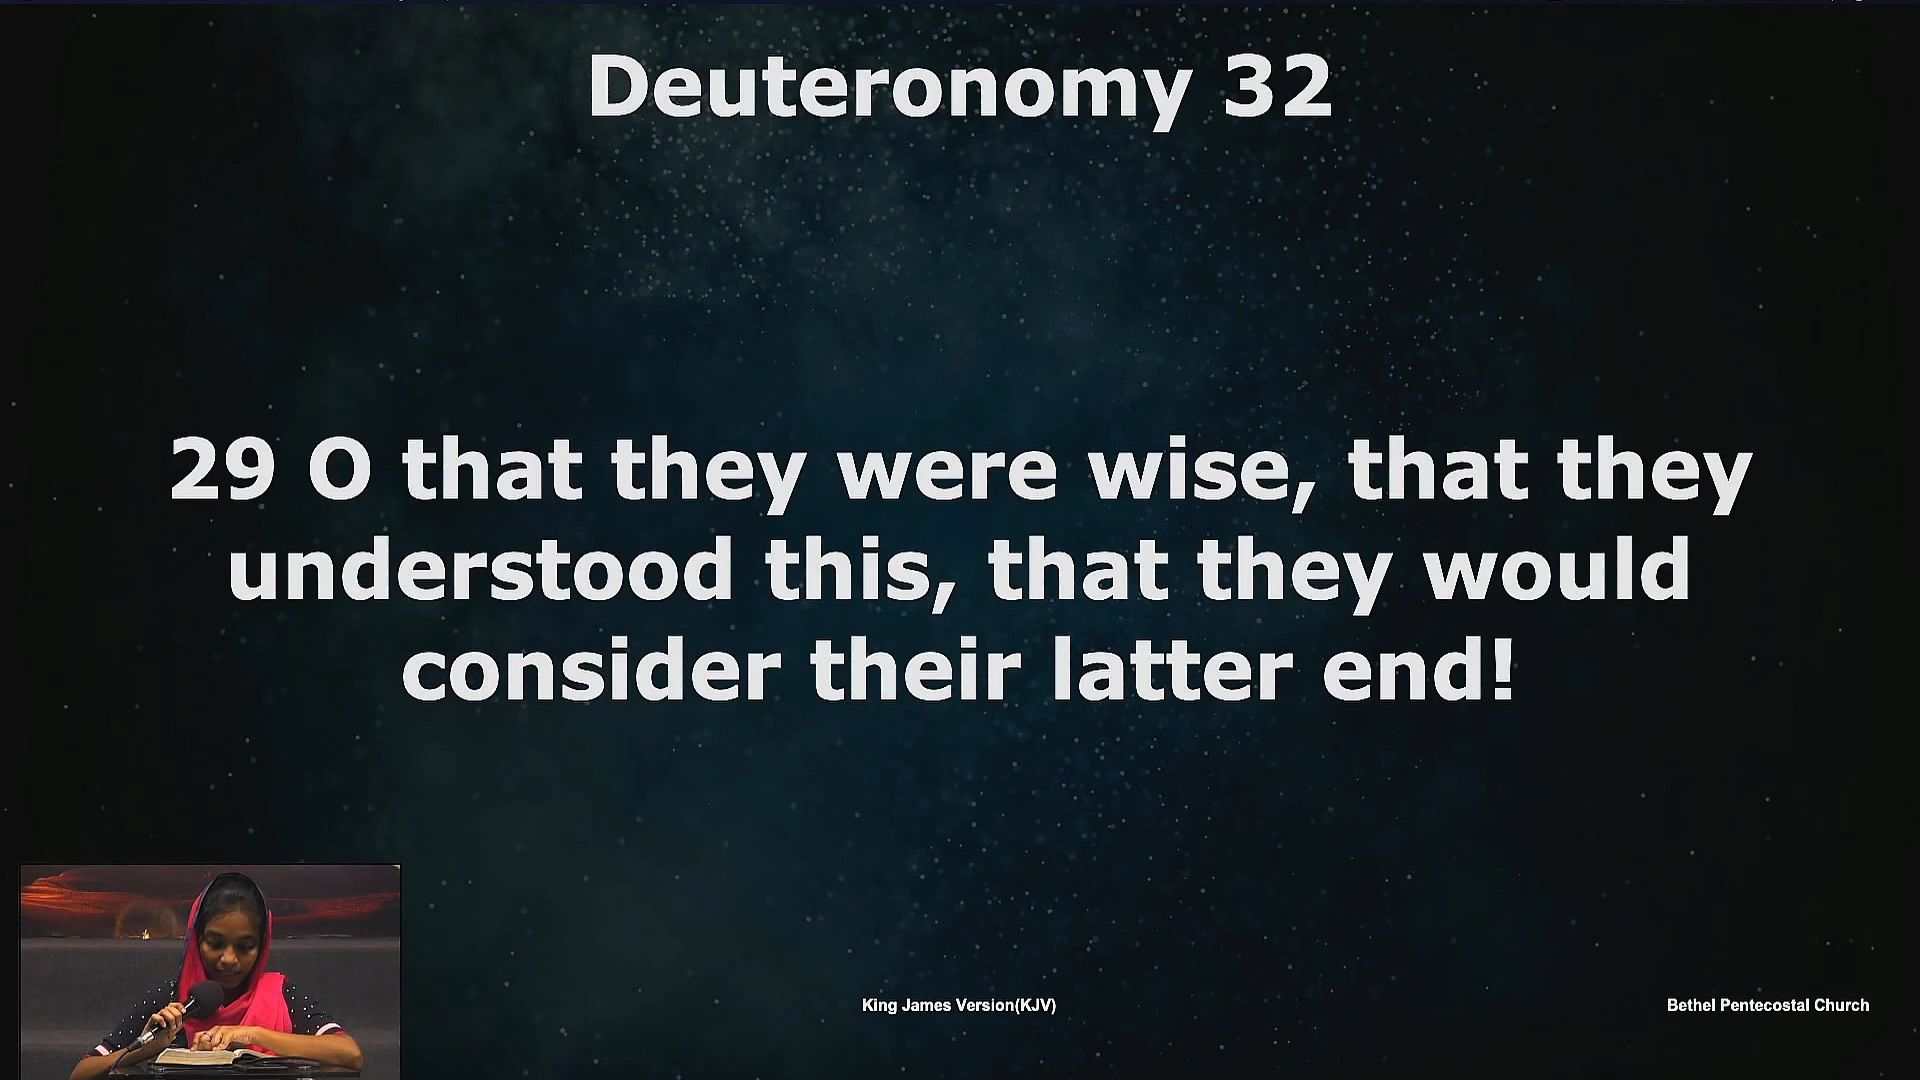 Deuteronomy 32
29 O that they were wise, that they
understood this, that they would
consider their latter end!
King James Version(KJV)
Bethel Pentecostal Church